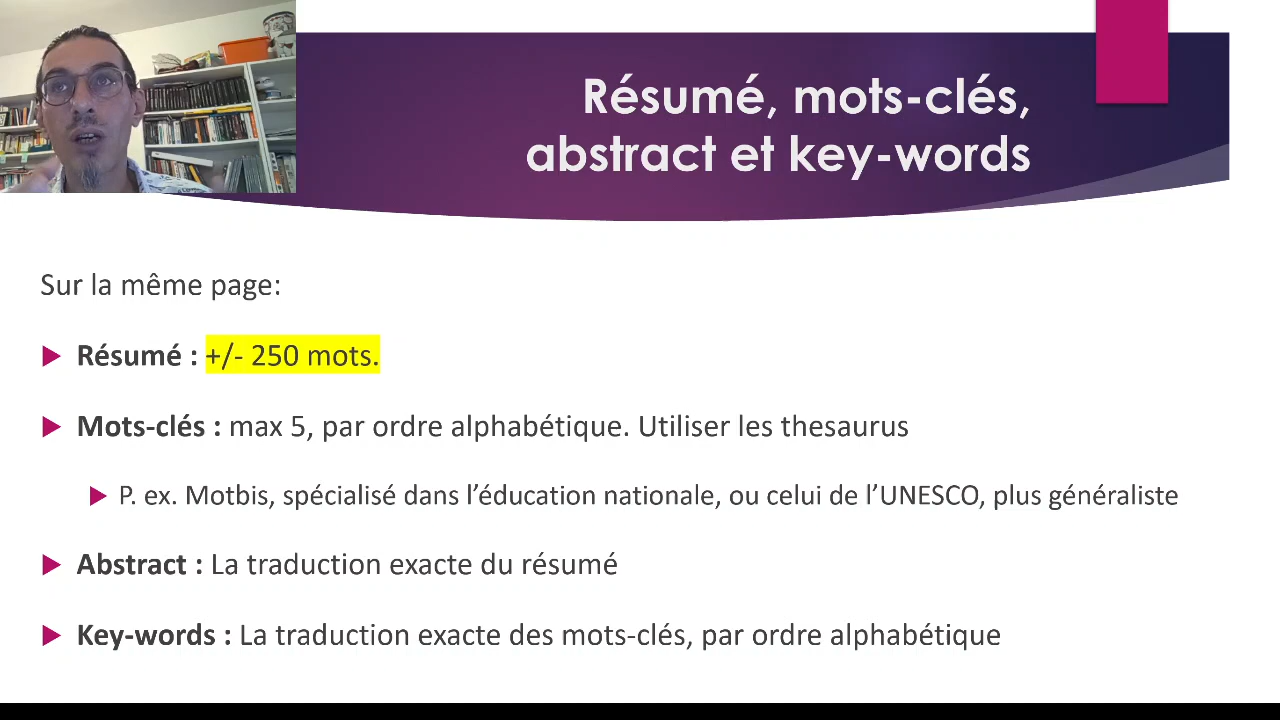 Résumé, mots-clés,
abstract et key-words
Sur la même page:
Résumé : +/- 250 mots.
Mots-clés : max 5, par ordre alphabétique. Utiliser les thesaurus
P. ex. Motbis, spécialisé dans l’éducation nationale, ou celui de l’UNESCO, plus généraliste
Abstract : La traduction exacte du résumé
Key-words : La traduction exacte des mots-clés, par ordre alphabétique